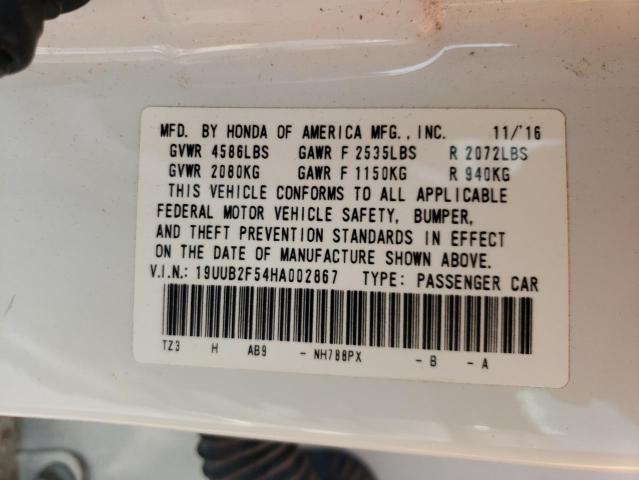 MFD. BY HONDA OF AMERICA MFG., INC. 11/'16
GVWR 4586LBS GAWR F 2535LBS R 2072LBS
GVWR 2080KG GAWR F 1150KG R 940KG
THIS VEHICLE CONFORMS TO ALL APPLICABLE
FEDERAL MOTOR VEHICLE SAFETY, BUMPER,
AND THEFT PREVENTION STANDARDS IN EFFECT
ON THE DATE OF MANUFACTURE SHOWN ABOVE.
V.I.N.: 19UUB2F54HA002867 TYPE: PASSENGER CAR
TZ3 H AB9 - NH788PX - B - A